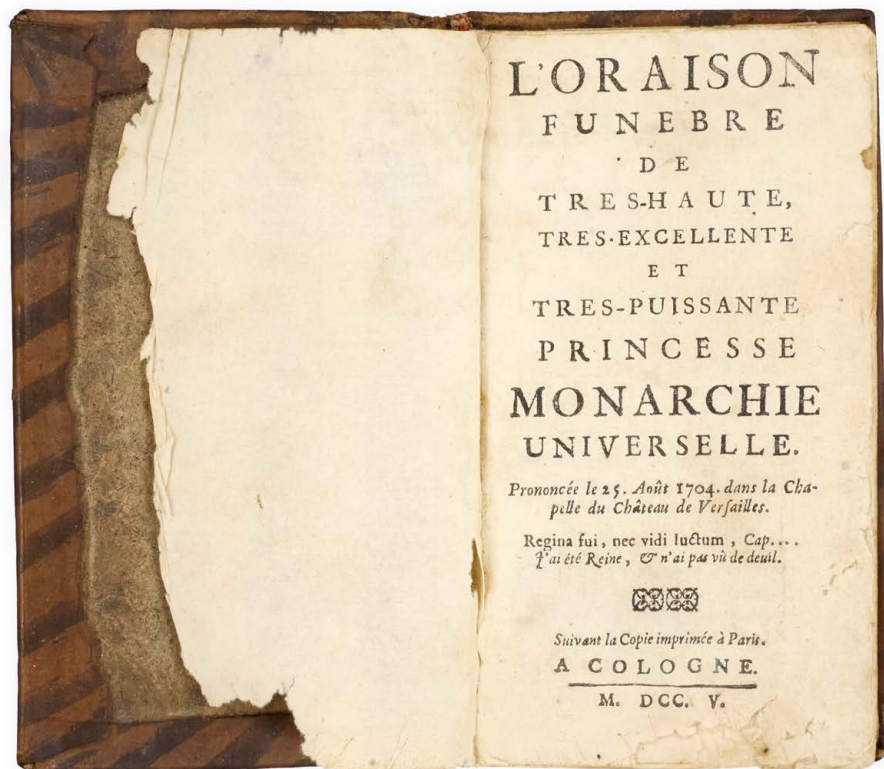 L'ORAISON
FUNEBRE
DE
TRES-HAUTE,
TRES-EXCELLENTE
ET
TRES-PUISSANTE
PRINCESSE
MONARCHIE
UNIVERSELLE.
Prononcée le 25. Août 1704. dans la Cha-
pelle du Château de Verſailles.
Regina fui, nec vidi luctum, Cap....
J'ai été Reine, & n'ai pas vû de deuil.
Suivant la Copie imprimée à Paris.
A COLOGNE.
M. DCC. V.